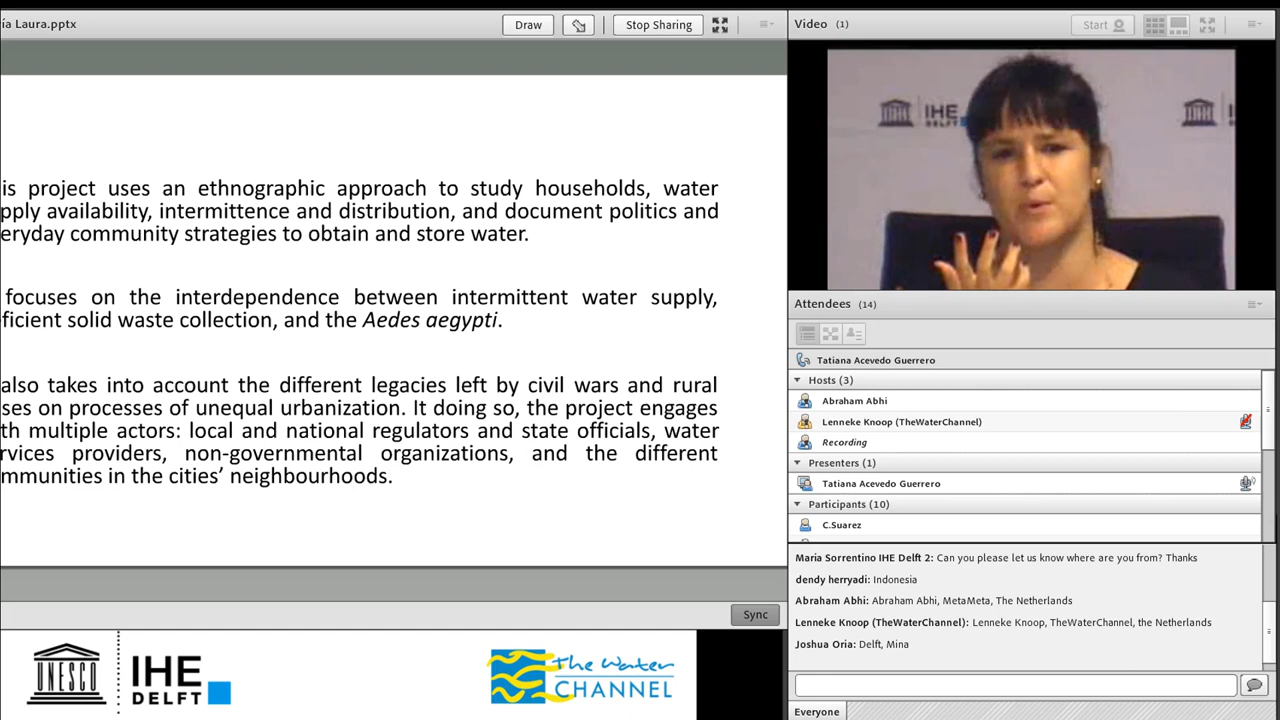 ía Laura.pptx
Draw
Stop Sharing
is project uses an ethnographic approach to study households, water
pply availability, intermittence and distribution, and document politics and
eryday community strategies to obtain and store water.
focuses on the interdependence between intermittent water supply,
ficient solid waste collection, and the Aedes aegypti.
also takes into account the different legacies left by civil wars and rural
ses on processes of unequal urbanization. It doing so, the project engages
th multiple actors: local and national regulators and state officials, water
rvices providers, non-governmental organizations, and the different
mmunities in the cities’ neighbourhoods.
Sync
UNESCO
IHE
DELFT
The Water
CHANNEL
Video (1)
Start
IHE
DELFT
IHE
Attendees (14)
Tatiana Acevedo Guerrero
Hosts (3)
Abraham Abhi
Lenneke Knoop (TheWaterChannel)
Recording
Presenters (1)
Tatiana Acevedo Guerrero
Participants (10)
C.Suarez
Maria Sorrentino IHE Delft 2: Can you please let us know where are you from? Thanks
dendy herryadi: Indonesia
Abraham Abhi: Abraham Abhi, MetaMeta, The Netherlands
Lenneke Knoop (TheWaterChannel): Lenneke Knoop, TheWaterChannel, the Netherlands
Joshua Oria: Delft, Mina
Everyone